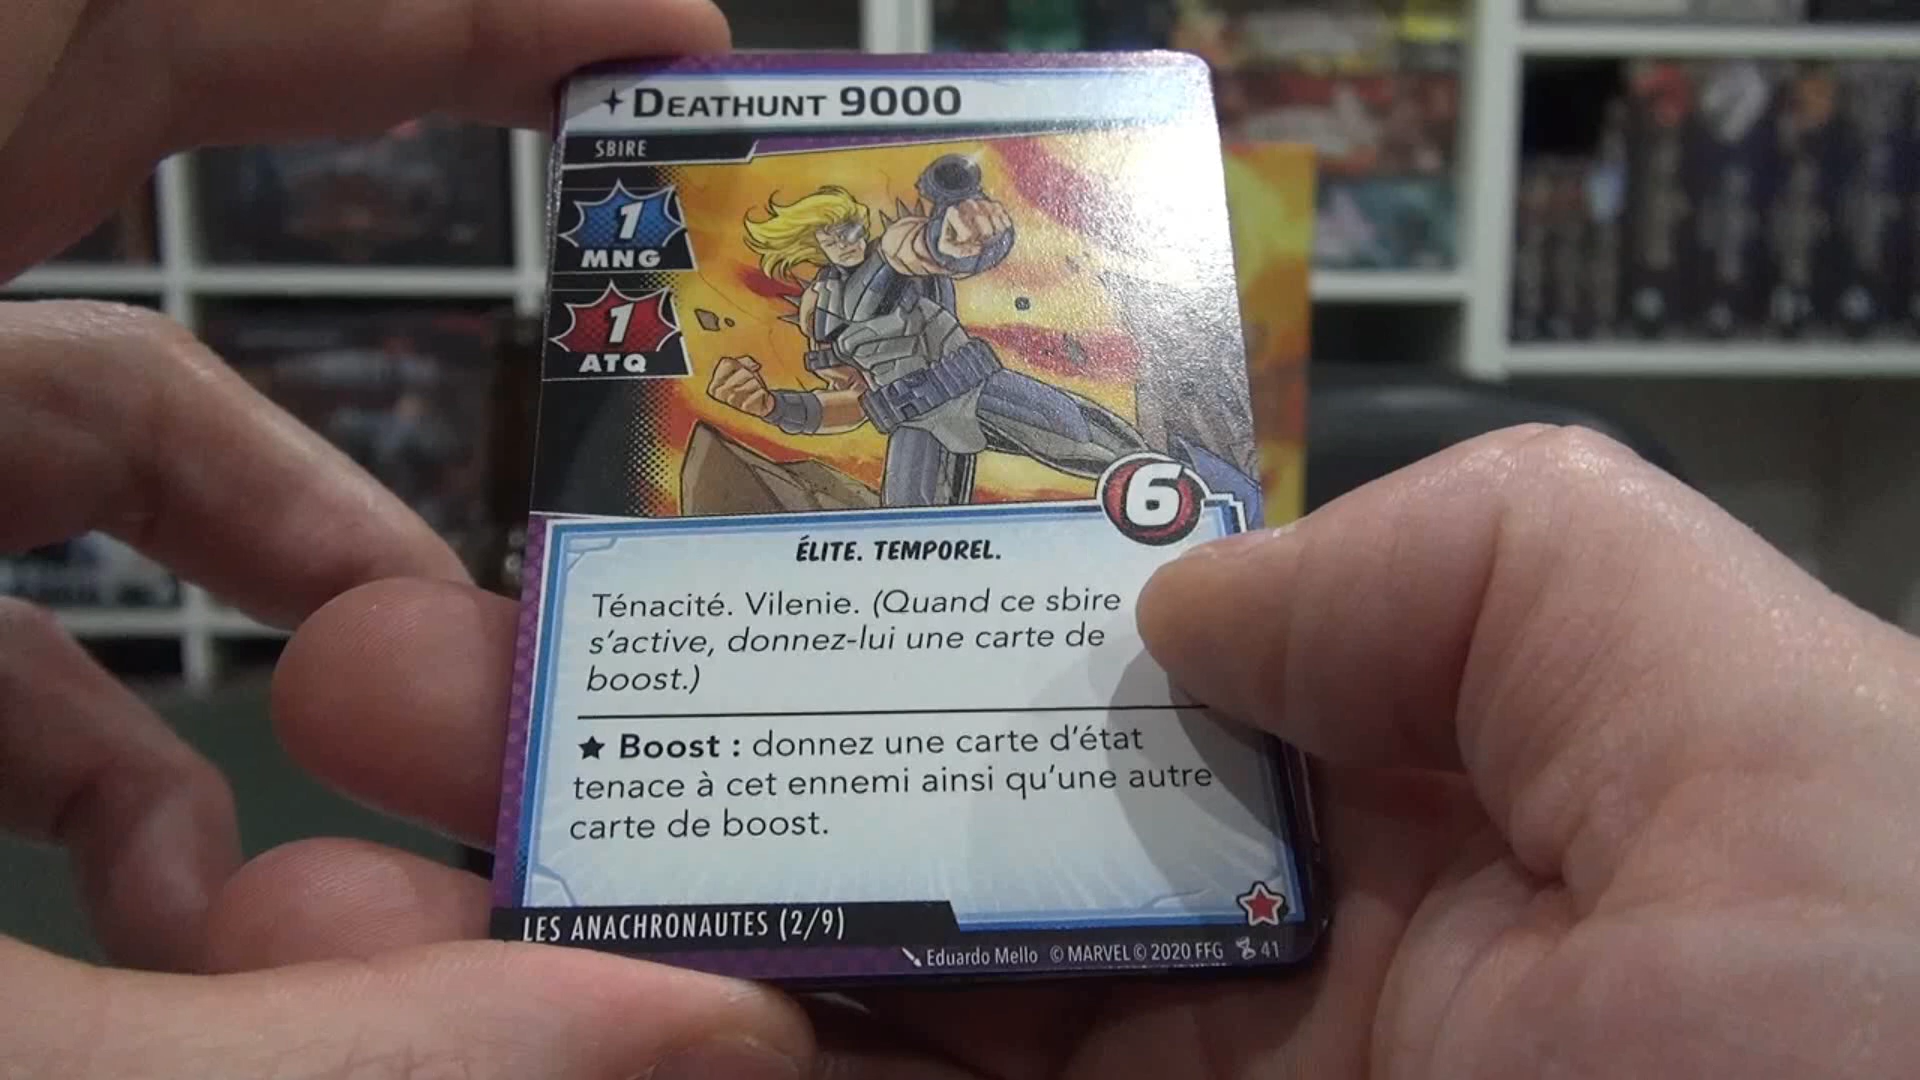 DEATHUNT 9000
SBIRE
1
MNG
1
ATQ
6
ÉLITE. TEMPOREL.
Ténacité. Vilenie. (Quand ce sbire
s'active, donnez-lui une carte de
boost.)
★ Boost : donnez une carte d'état
tenace à cet ennemi ainsi qu'une autre
carte de boost.
LES ANACHRONAUTES (2/9)
Eduardo Mello © MARVEL © 2020 FFG 41